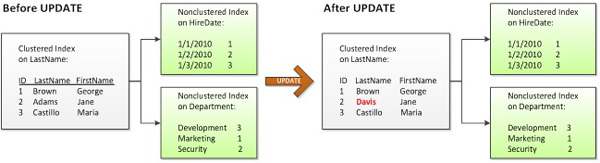 Before UPDATE
Clustered Index
on LastName:
ID LastName FirstName
1 Brown George
2 Adams Jane
3 Castillo Maria
Nonclustered Index
on HireDate:
1/1/2010 1
1/2/2010 2
1/3/2010 3
Nonclustered Index
on Department:
Development 3
Marketing 1
Security 2
UPDATE
After UPDATE
Clustered Index
on LastName:
ID LastName FirstName
1 Brown George
2 Davis Jane
3 Castillo Maria
Nonclustered Index
on HireDate:
1/1/2010 1
1/2/2010 2
1/3/2010 3
Nonclustered Index
on Department:
Development 3
Marketing 1
Security 2